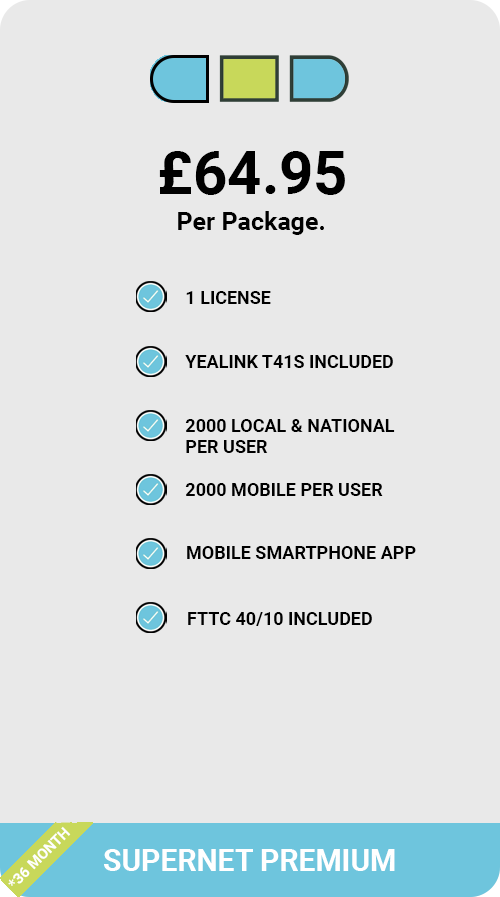 £64.95
Per Package.
1 LICENSE
YEALINK T41S INCLUDED
2000 LOCAL & NATIONAL
PER USER
2000 MOBILE PER USER
MOBILE SMARTPHONE APP
FTTC 40/10 INCLUDED
*36 MONTH
SUPERNET PREMIUM